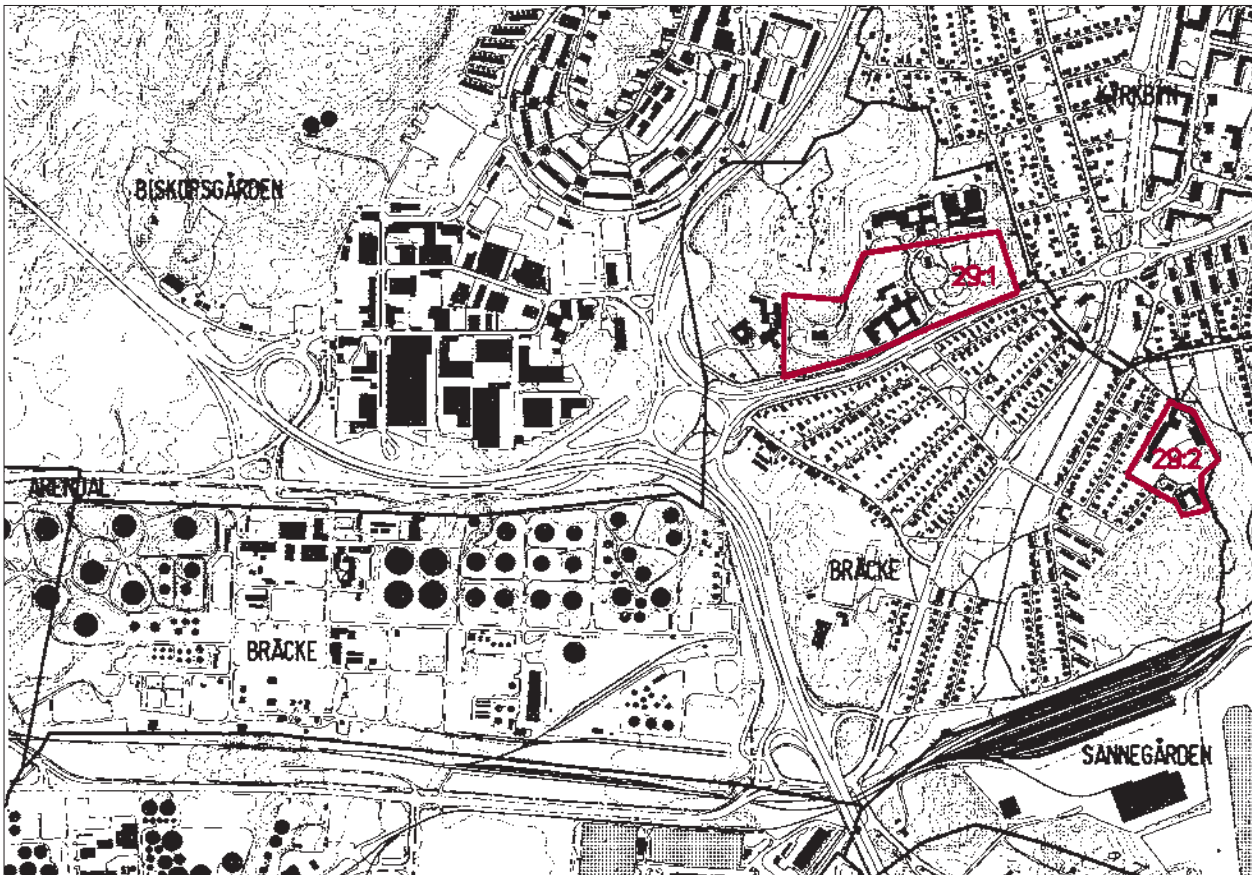 KYRKBYN
BISKOPSGÅRDEN
29:1
29:2
ARENDAL
BRÄCKE
BRÄCKE
SANNEGÅRDEN